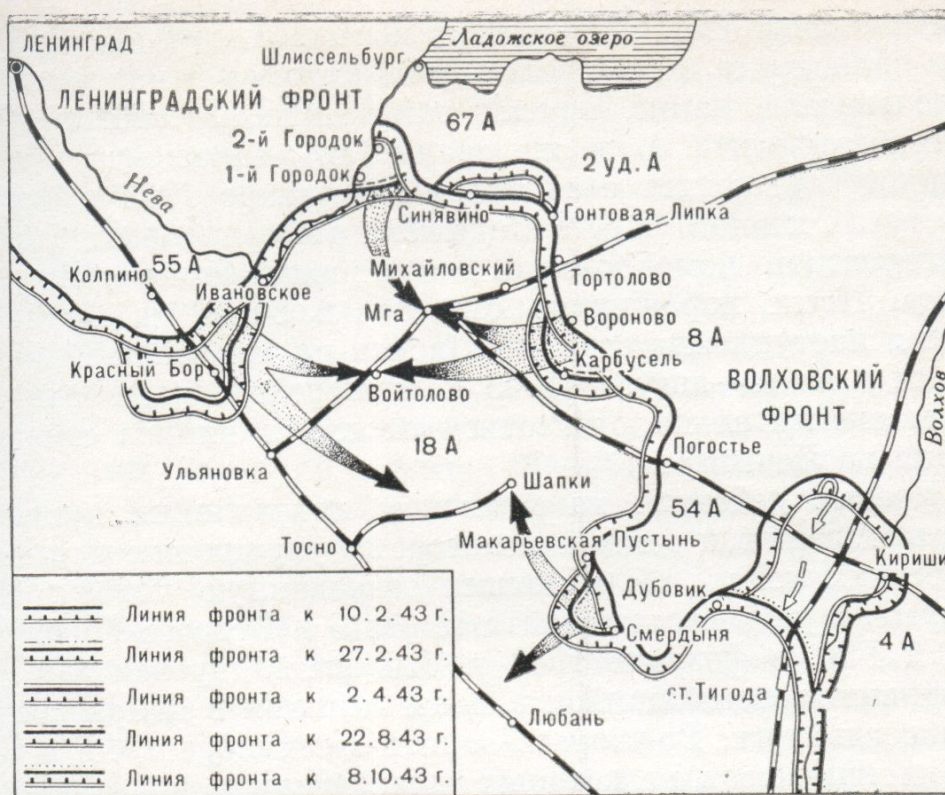 ЛЕНИНГРАД
Ладожское озеро
Шлиссельбург
ЛЕНИНГРАДСКИЙ ФРОНТ
67 А
2-й Городок
2 уд. А
1-й Городок
Нева
Синявино
Гонтовая Липка
55 А
Михайловский
Тортолово
Колпино
Ивановское
Мга
Вороново
8 А
Красный Бор
Войтолово
Карбусель
ВОЛХОВСКИЙ
ФРОНТ
Волхов
18 А
Погостье
Ульяновка
Шапки
54 А
Тосно
Макарьевская Пустынь
Кириши
Дубовик
Смердыня
4 А
ст. Тигода
Любань
Линия фронта к 10.2.43 г.
Линия фронта к 27.2.43 г.
Линия фронта к 2.4.43 г.
Линия фронта к 22.8.43 г.
Линия фронта к 8.10.43 г.